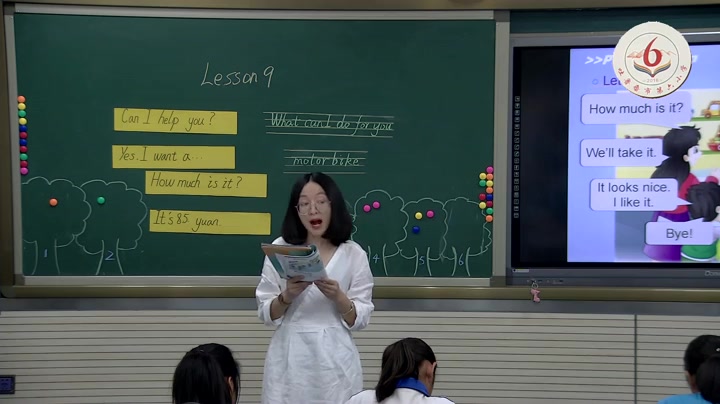 Lesson 9
Can I help you?
Yes. I want a...
How much is it?
It's 85 yuan.
What can I do for you
motorbike
1
2
4
5
6
>>P
Le
How much is it?
We'll take it.
It looks nice.
I like it.
Bye!
6
2016